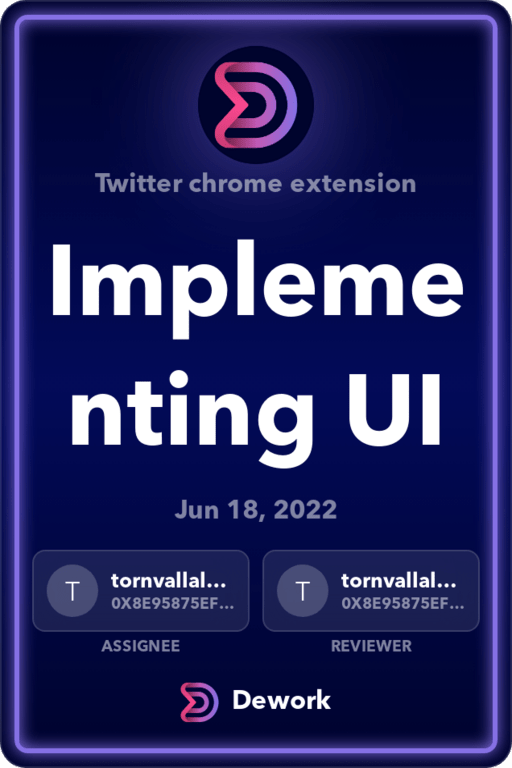 Twitter chrome extension
Impleme
nting UI
Jun 18, 2022
T tornvallal... T tornvallal...
0X8E95875EF... 0X8E95875EF...
ASSIGNEE REVIEWER
Dework